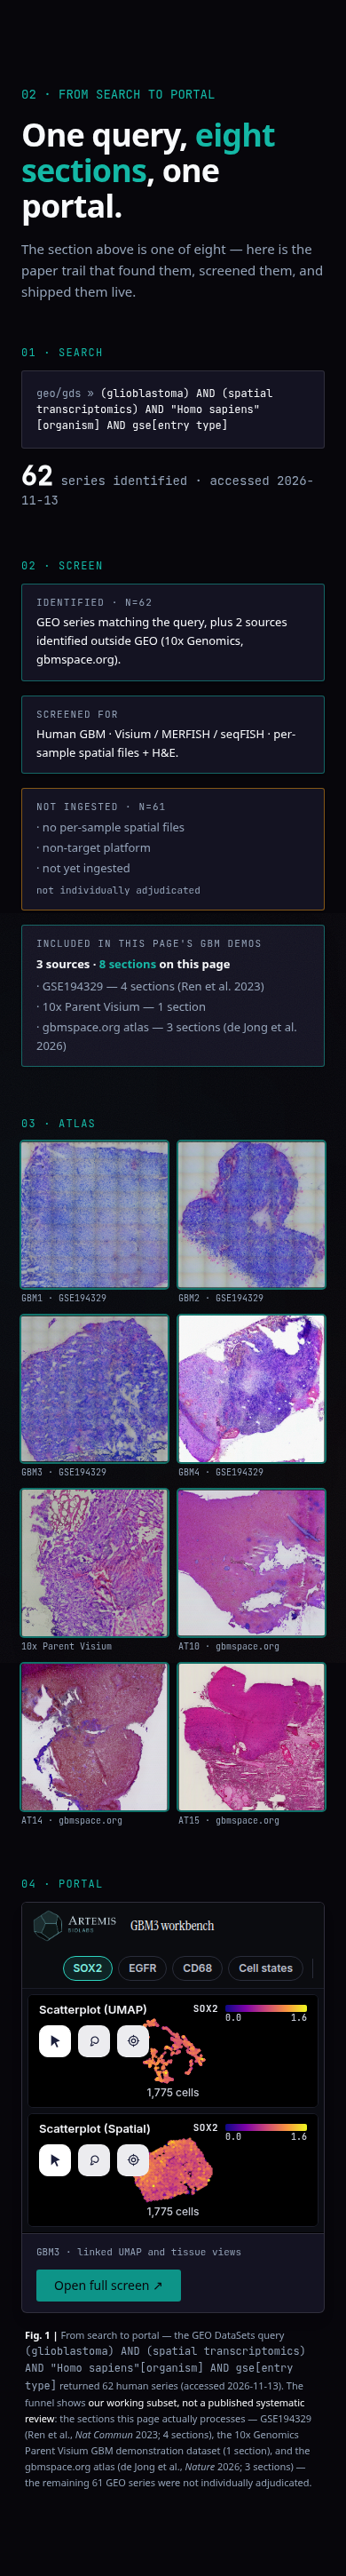 02 · FROM SEARCH TO PORTAL
One query, eight
sections, one
portal.
The section above is one of eight — here is the
paper trail that found them, screened them, and
shipped them live.
01 · SEARCH
geo/gds » (glioblastoma) AND (spatial
transcriptomics) AND "Homo sapiens"
[organism] AND gse[entry type]
62 series identified · accessed 2026-
11-13
02 · SCREEN
IDENTIFIED · N=62
GEO series matching the query, plus 2 sources
identified outside GEO (10x Genomics,
gbmspace.org).
SCREENED FOR
Human GBM · Visium / MERFISH / seqFISH · per-
sample spatial files + H&E.
NOT INGESTED · N=61
· no per-sample spatial files
· non-target platform
· not yet ingested
not individually adjudicated
INCLUDED IN THIS PAGE'S GBM DEMOS
3 sources · 8 sections on this page
· GSE194329 — 4 sections (Ren et al. 2023)
· 10x Parent Visium — 1 section
· gbmspace.org atlas — 3 sections (de Jong et al.
2026)
03 · ATLAS
GBM1 · GSE194329
GBM2 · GSE194329
GBM3 · GSE194329
GBM4 · GSE194329
10x Parent Visium
AT10 · gbmspace.org
AT14 · gbmspace.org
AT15 · gbmspace.org
04 · PORTAL
ARTEMIS
BIOLABS
GBM3 workbench
SOX2 EGFR CD68 Cell states
Scatterplot (UMAP)
SOX2
0.0 1.6
1,775 cells
Scatterplot (Spatial)
SOX2
0.0 1.6
1,775 cells
GBM3 · linked UMAP and tissue views
Open full screen ↗
Fig. 1 | From search to portal — the GEO DataSets query
(glioblastoma) AND (spatial transcriptomics)
AND "Homo sapiens"[organism] AND gse[entry
type] returned 62 human series (accessed 2026-11-13). The
funnel shows our working subset, not a published systematic
review: the sections this page actually processes — GSE194329
(Ren et al., Nat Commun 2023; 4 sections), the 10x Genomics
Parent Visium GBM demonstration dataset (1 section), and the
gbmspace.org atlas (de Jong et al., Nature 2026; 3 sections) —
the remaining 61 GEO series were not individually adjudicated.